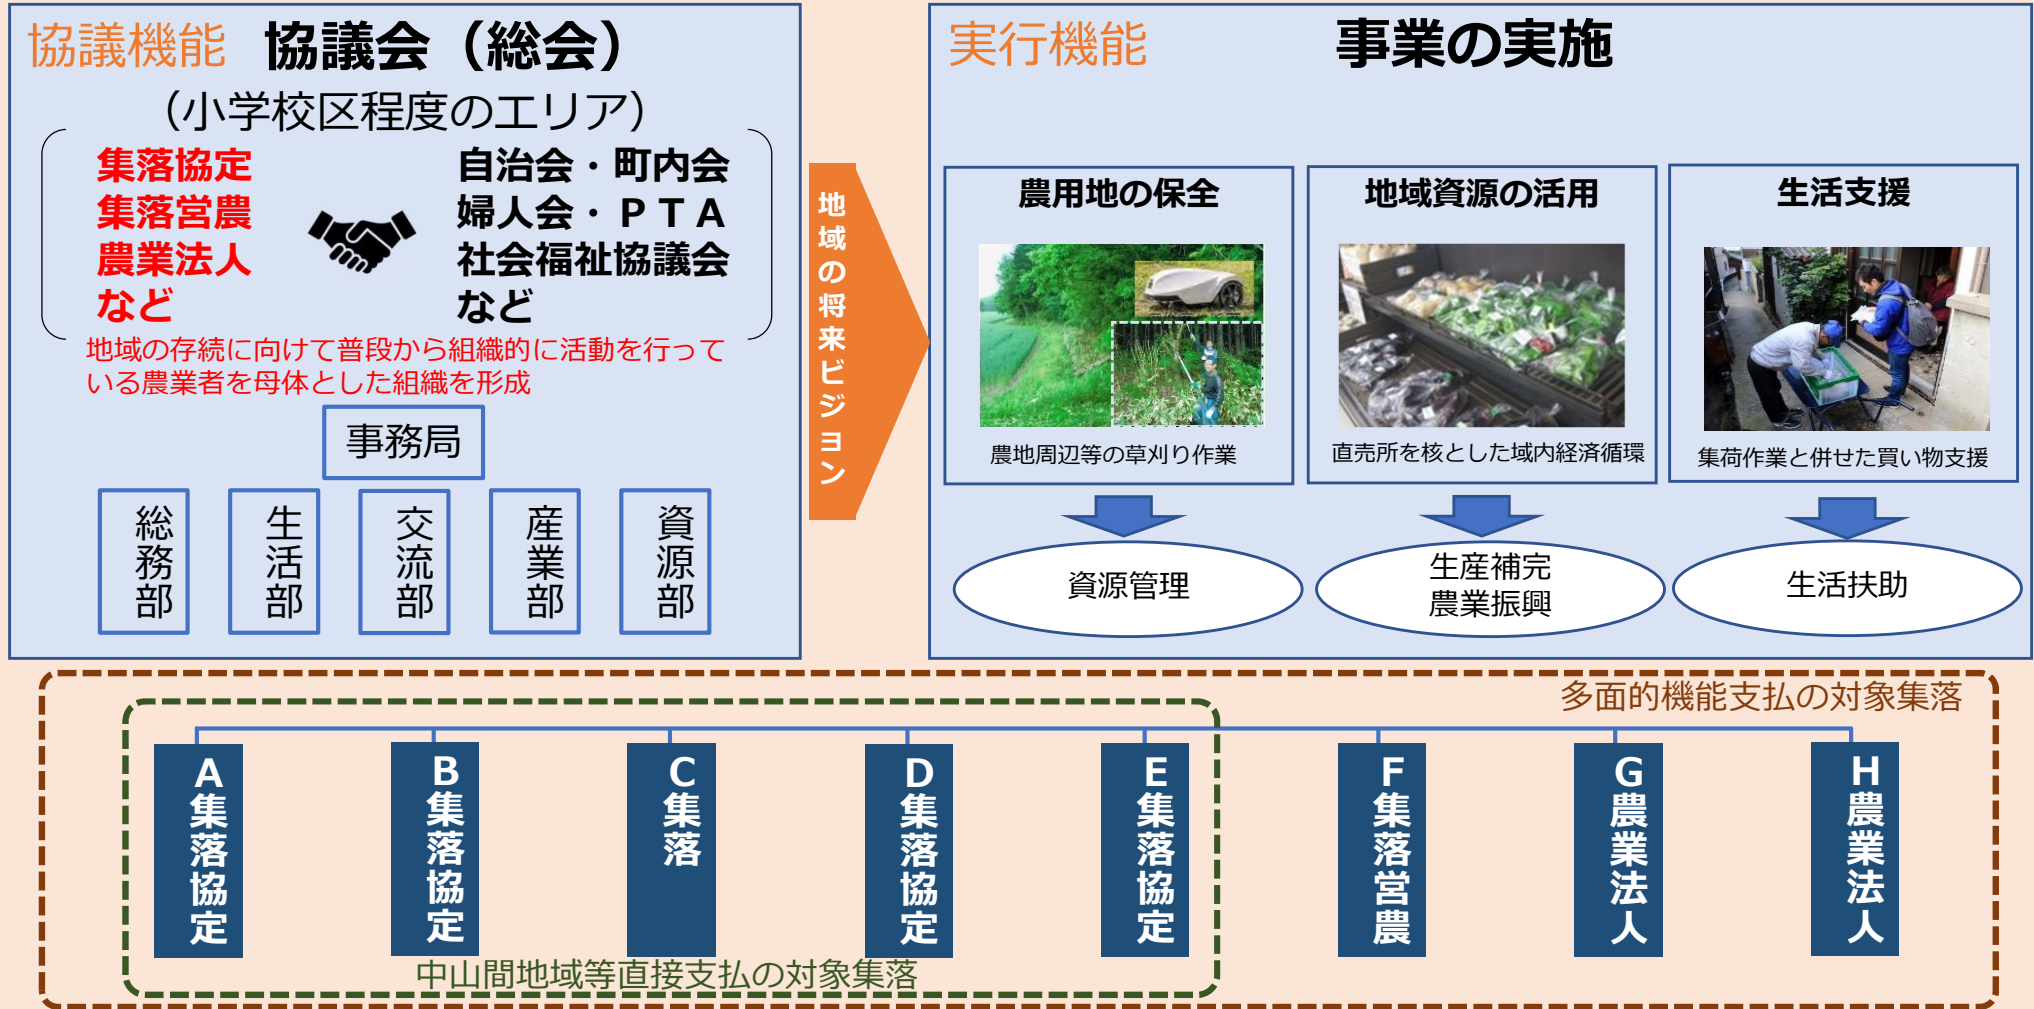 協議機能 協議会（総会）
（小学校区程度のエリア）
集落協定
集落営農
農業法人
など
自治会・町内会
婦人会・ＰＴＡ
社会福祉協議会
など
地域の存続に向けて普段から組織的に活動を行って
いる農業者を母体とした組織を形成
事務局
総務部
生活部
交流部
産業部
資源部
地域の将来ビジョン
実行機能 事業の実施
農用地の保全
農地周辺等の草刈り作業
資源管理
地域資源の活用
直売所を核とした域内経済循環
生産補完
農業振興
生活支援
集荷作業と併せた買い物支援
生活扶助
多面的機能支払の対象集落
A集落協定
B集落協定
C集落
D集落協定
E集落協定
F集落営農
G農業法人
H農業法人
中山間地域等直接支払の対象集落